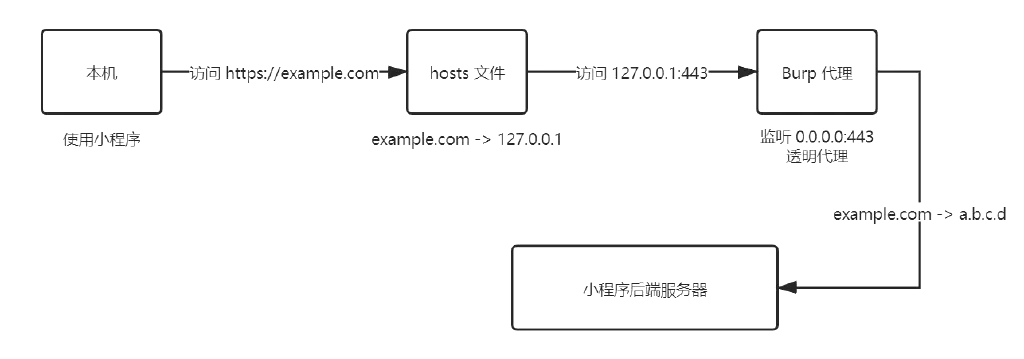 本机
访问 https://example.com
hosts 文件
访问 127.0.0.1:443
Burp 代理
使用小程序
example.com -> 127.0.0.1
监听 0.0.0.0:443
透明代理
example.com -> a.b.c.d
小程序后端服务器